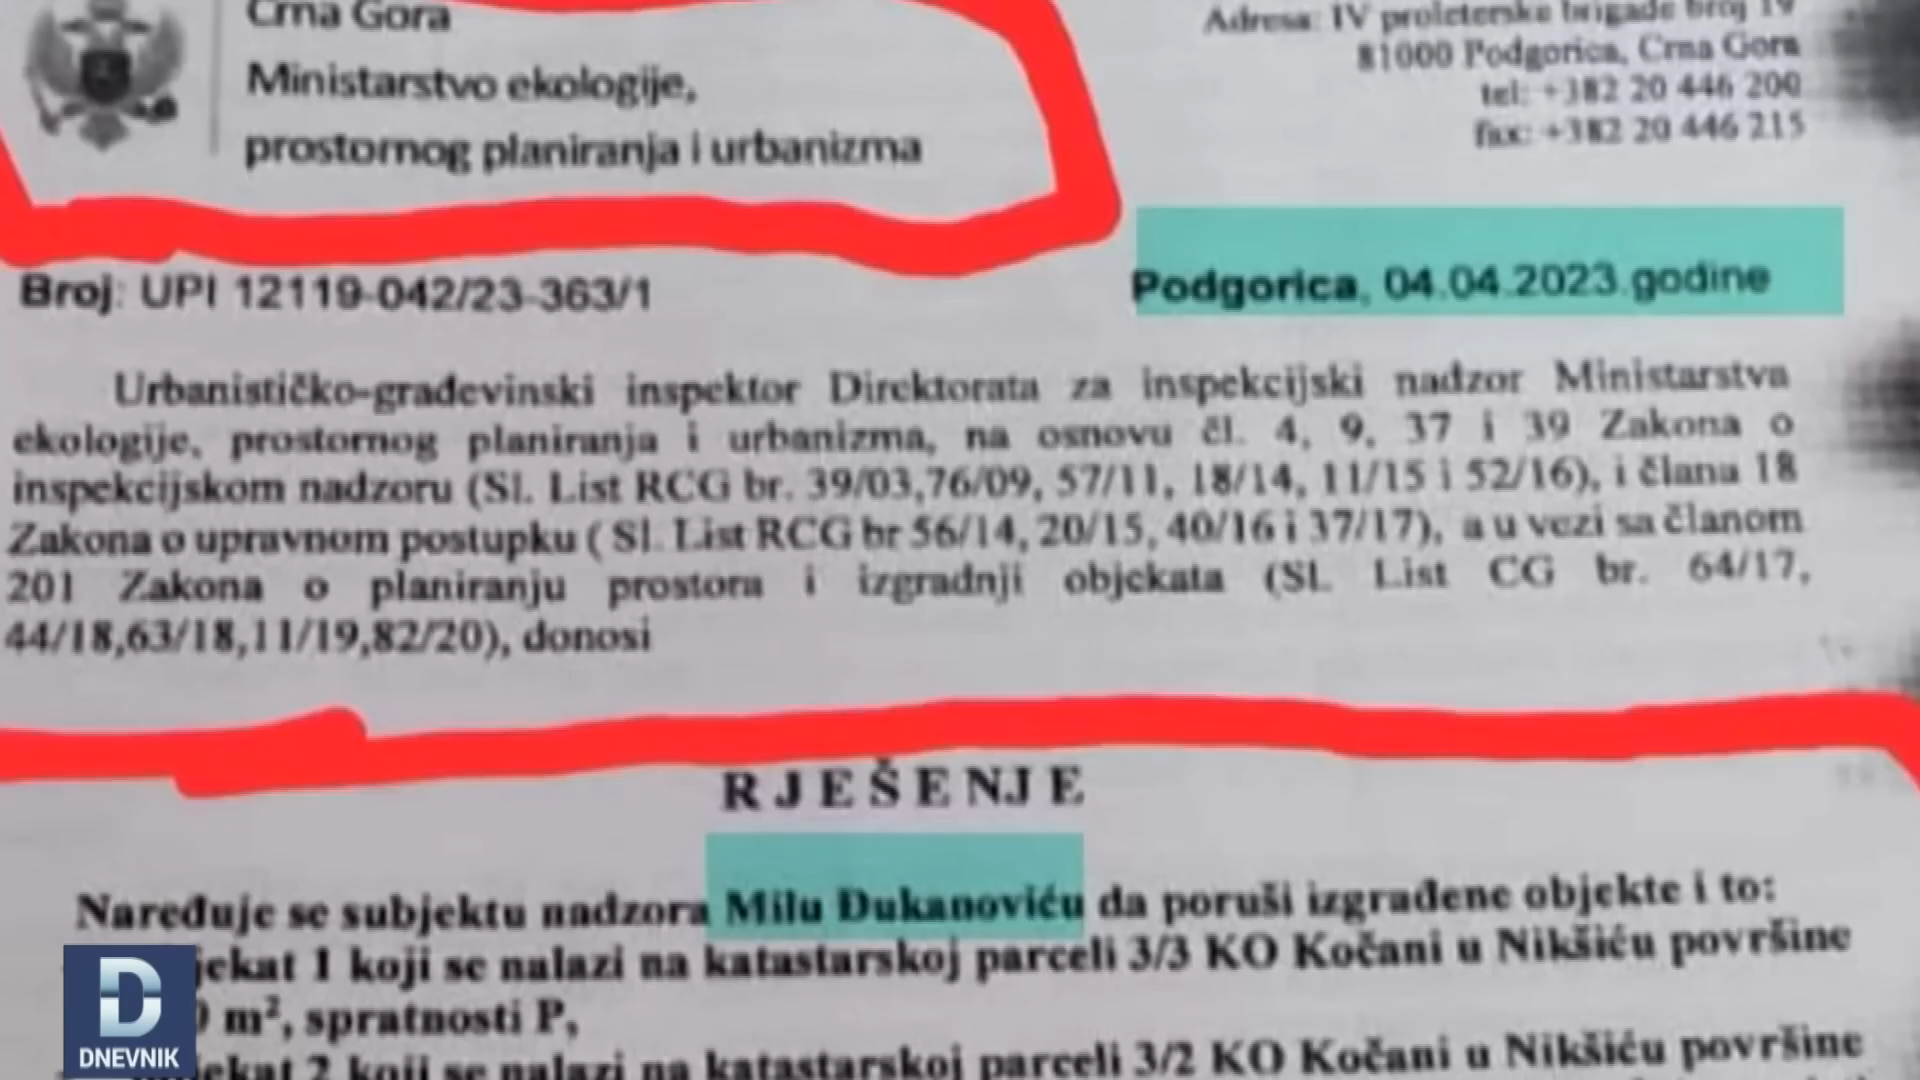 Crna Gora
Ministarstvo ekologije,
prostornog planiranja i urbanizma
Adresa: IV proleterske brigade broj 19
81000 Podgorica, Crna Gora
tel: +382 20 446 200
fax: +382 20 446 215
Broj: UPI 12119-042/23-363/1
Podgorica, 04.04.2023.godine
Urbanističko-građevinski inspektor Direktorata za inspekcijski nadzor Ministarstva
ekologije, prostornog planiranja i urbanizma, na osnovu čl. 4, 9, 37 i 39 Zakona o
inspekcijskom nadzoru (Sl. List RCG br. 39/03,76/09, 57/11, 18/14, 11/15 i 52/16), i člana 18
Zakona o upravnom postupku ( Sl. List RCG br 56/14, 20/15, 40/16 i 37/17), a u vezi sa članom
201 Zakona o planiranju prostora i izgradnji objekata (Sl. List CG br. 64/17,
44/18,63/18,11/19,82/20), donosi
R J E Š E NJ E
Naređuje se subjektu nadzora Milu Đukanoviću da poruši izgrađene objekte i to:
jekat 1 koji se nalazi na katastarskoj parceli 3/3 KO Kočani u Nikšiću površine
m², spratnosti P,
jekat 2 koji se nalazi na katastarskoj parceli 3/2 KO Kočani u Nikšiću površine
D
DNEVNIK